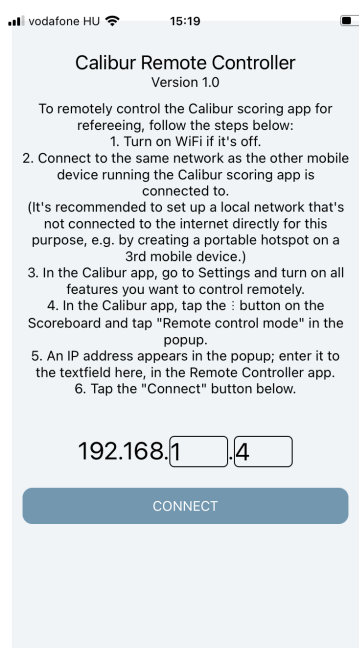 vodafone HU 15:19
Calibur Remote Controller
Version 1.0
To remotely control the Calibur scoring app for
refereeing, follow the steps below:
1. Turn on WiFi if it's off.
2. Connect to the same network as the other mobile
device running the Calibur scoring app is
connected to.
(It's recommended to set up a local network that's
not connected to the internet directly for this
purpose, e.g. by creating a portable hotspot on a
3rd mobile device.)
3. In the Calibur app, go to Settings and turn on all
features you want to control remotely.
4. In the Calibur app, tap the ⋮ button on the
Scoreboard and tap "Remote control mode" in the
popup.
5. An IP address appears in the popup; enter it to
the textfield here, in the Remote Controller app.
6. Tap the "Connect" button below.
192.168.1.4
CONNECT